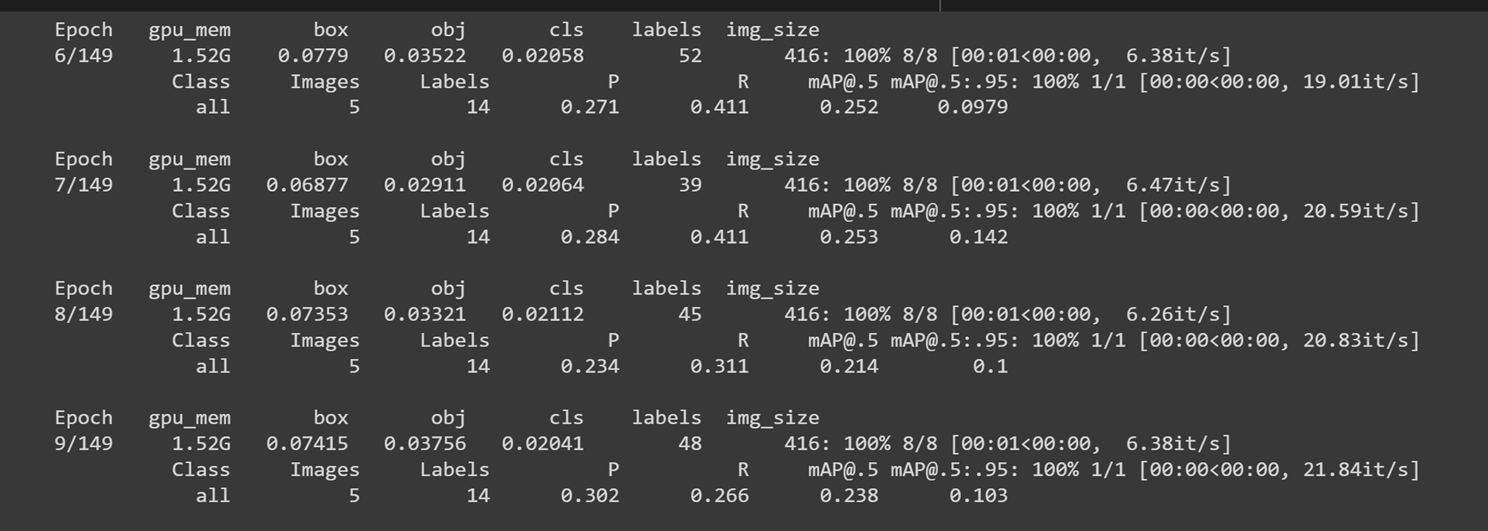 Epoch gpu_mem box obj cls labels img_size
6/149 1.52G 0.0779 0.03522 0.02058 52 416: 100% 8/8 [00:01<00:00, 6.38it/s]
Class Images Labels P R mAP@.5 mAP@.5:.95: 100% 1/1 [00:00<00:00, 19.01it/s]
all 5 14 0.271 0.411 0.252 0.0979
Epoch gpu_mem box obj cls labels img_size
7/149 1.52G 0.06877 0.02911 0.02064 39 416: 100% 8/8 [00:01<00:00, 6.47it/s]
Class Images Labels P R mAP@.5 mAP@.5:.95: 100% 1/1 [00:00<00:00, 20.59it/s]
all 5 14 0.284 0.411 0.253 0.142
Epoch gpu_mem box obj cls labels img_size
8/149 1.52G 0.07353 0.03321 0.02112 45 416: 100% 8/8 [00:01<00:00, 6.26it/s]
Class Images Labels P R mAP@.5 mAP@.5:.95: 100% 1/1 [00:00<00:00, 20.83it/s]
all 5 14 0.234 0.311 0.214 0.1
Epoch gpu_mem box obj cls labels img_size
9/149 1.52G 0.07415 0.03756 0.02041 48 416: 100% 8/8 [00:01<00:00, 6.38it/s]
Class Images Labels P R mAP@.5 mAP@.5:.95: 100% 1/1 [00:00<00:00, 21.84it/s]
all 5 14 0.302 0.266 0.238 0.103